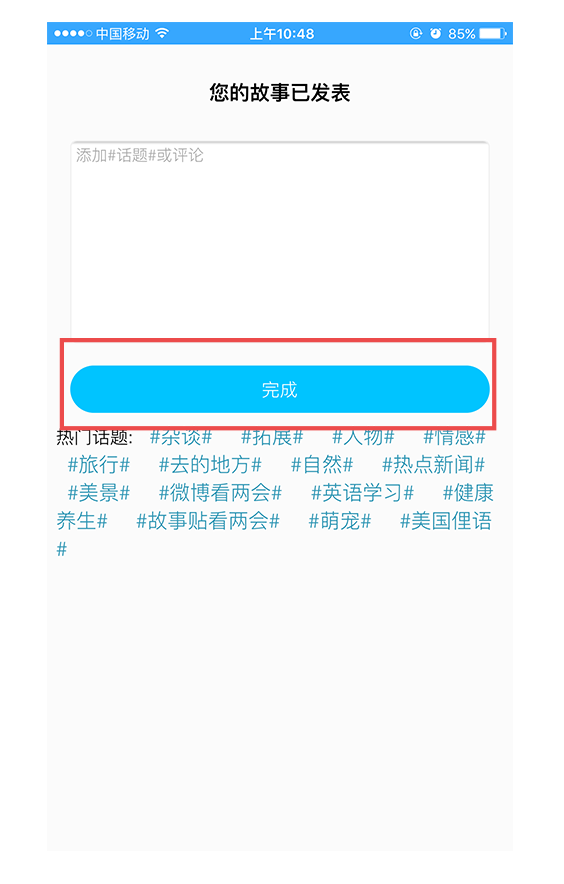 中国移动 上午10:48 85%
您的故事已发表
添加#话题#或评论
完成
热门话题: #杂谈# #拓展# #人物# #情感#
#旅行# #去的地方# #自然# #热点新闻#
#美景# #微博看两会# #英语学习# #健康
养生# #故事贴看两会# #萌宠# #美国俚语
#